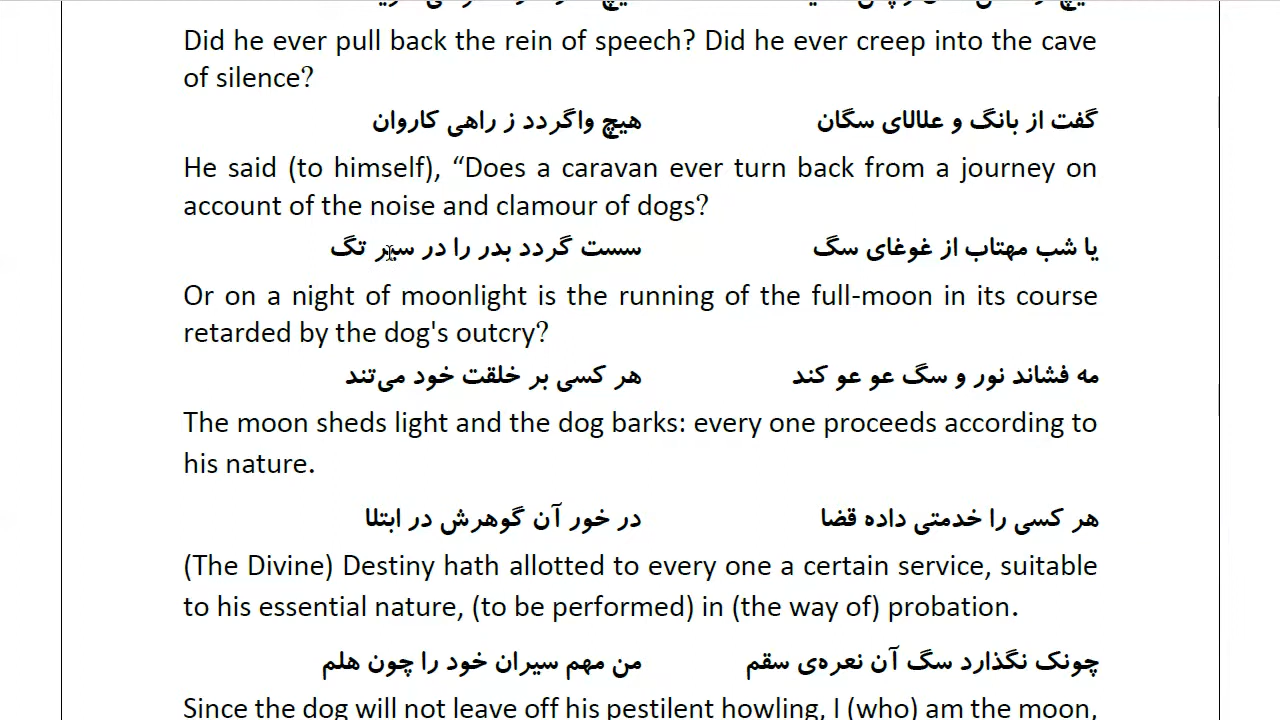 Did he ever pull back the rein of speech? Did he ever creep into the cave
of silence?
گفت از بانگ و علالای سگان هیچ واگردد ز راهی کاروان
He said (to himself), “Does a caravan ever turn back from a journey on
account of the noise and clamour of dogs?
یا شب مهتاب از غوغای سگ سست گردد بدر را در سیر تگ
Or on a night of moonlight is the running of the full-moon in its course
retarded by the dog's outcry?
مه فشاند نور و سگ عو عو کند هر کسی بر خلقت خود می‌تند
The moon sheds light and the dog barks: every one proceeds according to
his nature.
هر کسی را خدمتی داده قضا در خور آن گوهرش در ابتلا
(The Divine) Destiny hath allotted to every one a certain service, suitable
to his essential nature, (to be performed) in (the way of) probation.
چونک نگذارد سگ آن نعره‌ی سقم من مهم سیران خود را چون هلم
Since the dog will not leave off his pestilent howling, I (who) am the moon,